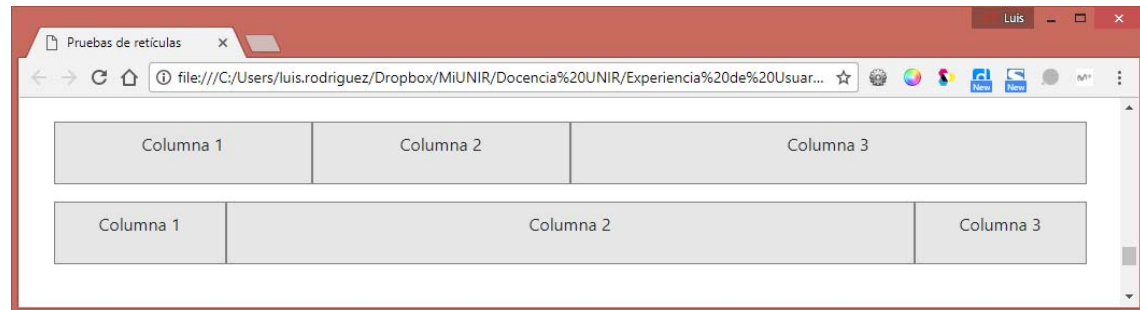 Luis
Pruebas de retículas
file:///C:/Users/luis.rodriguez/Dropbox/MiUNIR/Docencia%20UNIR/Experiencia%20de%20Usuar...
New New
Columna 1 Columna 2 Columna 3
Columna 1 Columna 2 Columna 3